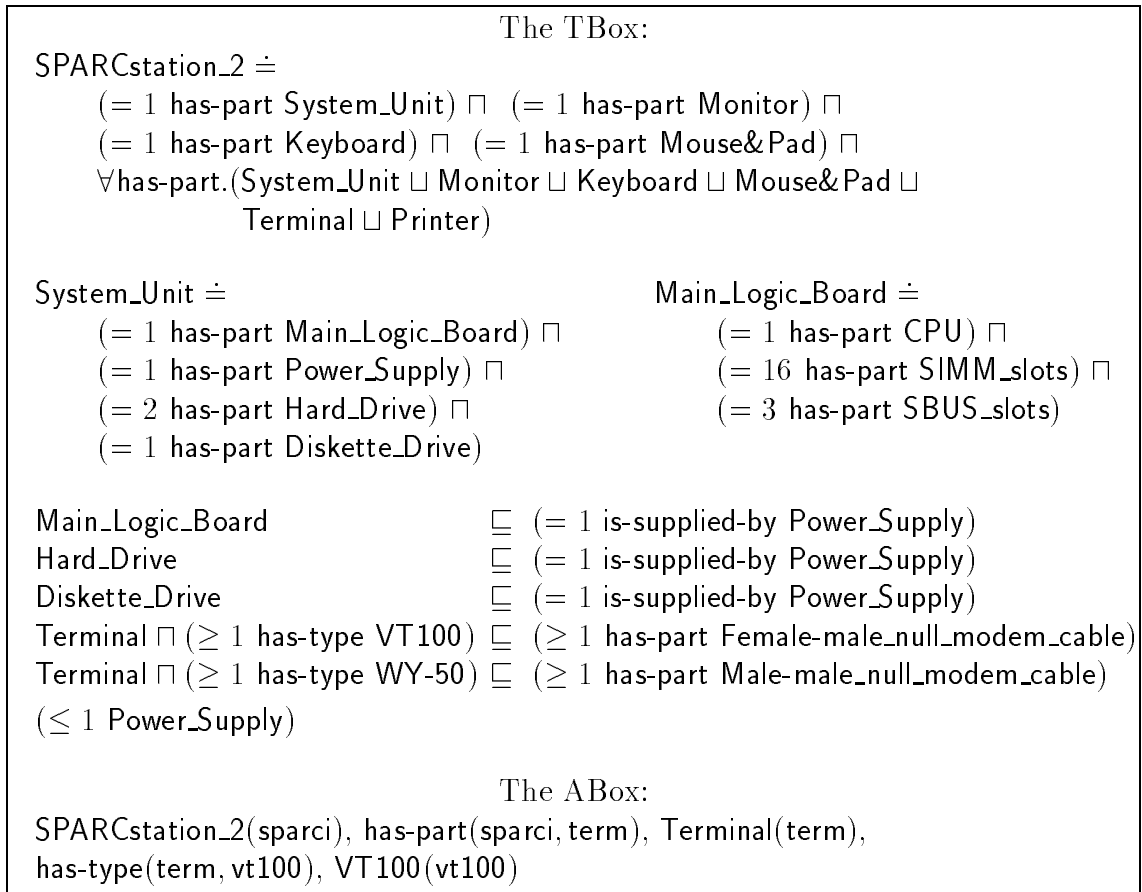 The TBox:
SPARCstation_2 ≐
(= 1 has-part System_Unit) ⊓ (= 1 has-part Monitor) ⊓
(= 1 has-part Keyboard) ⊓ (= 1 has-part Mouse&Pad) ⊓
∀has-part.(System_Unit ⊔ Monitor ⊔ Keyboard ⊔ Mouse&Pad ⊔
Terminal ⊔ Printer)
System_Unit ≐
(= 1 has-part Main_Logic_Board) ⊓
(= 1 has-part Power_Supply) ⊓
(= 2 has-part Hard_Drive) ⊓
(= 1 has-part Diskette_Drive)
Main_Logic_Board ≐
(= 1 has-part CPU) ⊓
(= 16 has-part SIMM_slots) ⊓
(= 3 has-part SBUS_slots)
Main_Logic_Board ⊑ (= 1 is-supplied-by Power_Supply)
Hard_Drive ⊑ (= 1 is-supplied-by Power_Supply)
Diskette_Drive ⊑ (= 1 is-supplied-by Power_Supply)
Terminal ⊓ (≥ 1 has-type VT100) ⊑ (≥ 1 has-part Female-male_null_modem_cable)
Terminal ⊓ (≥ 1 has-type WY-50) ⊑ (≥ 1 has-part Male-male_null_modem_cable)
(≤ 1 Power_Supply)
The ABox:
SPARCstation_2(sparci), has-part(sparci, term), Terminal(term),
has-type(term, vt100), VT100(vt100)